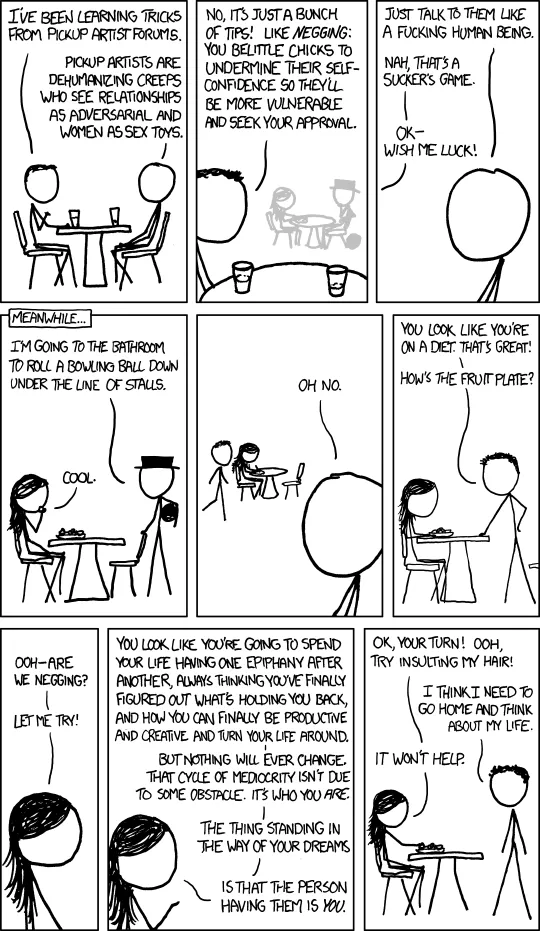 I'VE BEEN LEARNING TRICKS
FROM PICKUP ARTIST FORUMS.
PICKUP ARTISTS ARE
DEHUMANIZING CREEPS
WHO SEE RELATIONSHIPS
AS ADVERSARIAL AND
WOMEN AS SEX TOYS.
NO, IT'S JUST A BUNCH
OF TIPS! LIKE NEGGING:
YOU BELITTLE CHICKS TO
UNDERMINE THEIR SELF-
CONFIDENCE SO THEY'LL
BE MORE VULNERABLE
AND SEEK YOUR APPROVAL.
JUST TALK TO THEM LIKE
A FUCKING HUMAN BEING.
NAH, THAT'S A
SUCKER'S GAME.
OK—
WISH ME LUCK!
MEANWHILE...
I'M GOING TO THE BATHROOM
TO ROLL A BOWLING BALL DOWN
UNDER THE LINE OF STALLS.
COOL.
OH NO.
YOU LOOK LIKE YOU'RE
ON A DIET. THAT'S GREAT!
HOW'S THE FRUIT PLATE?
OOH—ARE
WE NEGGING?
LET ME TRY!
YOU LOOK LIKE YOU'RE GOING TO SPEND
YOUR LIFE HAVING ONE EPIPHANY AFTER
ANOTHER, ALWAYS THINKING YOU'VE FINALLY
FIGURED OUT WHAT'S HOLDING YOU BACK,
AND HOW YOU CAN FINALLY BE PRODUCTIVE
AND CREATIVE AND TURN YOUR LIFE AROUND.
BUT NOTHING WILL EVER CHANGE.
THAT CYCLE OF MEDIOCRITY ISN'T DUE
TO SOME OBSTACLE. IT'S WHO YOU ARE.
THE THING STANDING IN
THE WAY OF YOUR DREAMS
IS THAT THE PERSON
HAVING THEM IS YOU.
OK, YOUR TURN! OOH,
TRY INSULTING MY HAIR!
I THINK I NEED TO
GO HOME AND THINK
ABOUT MY LIFE.
IT WON'T HELP.